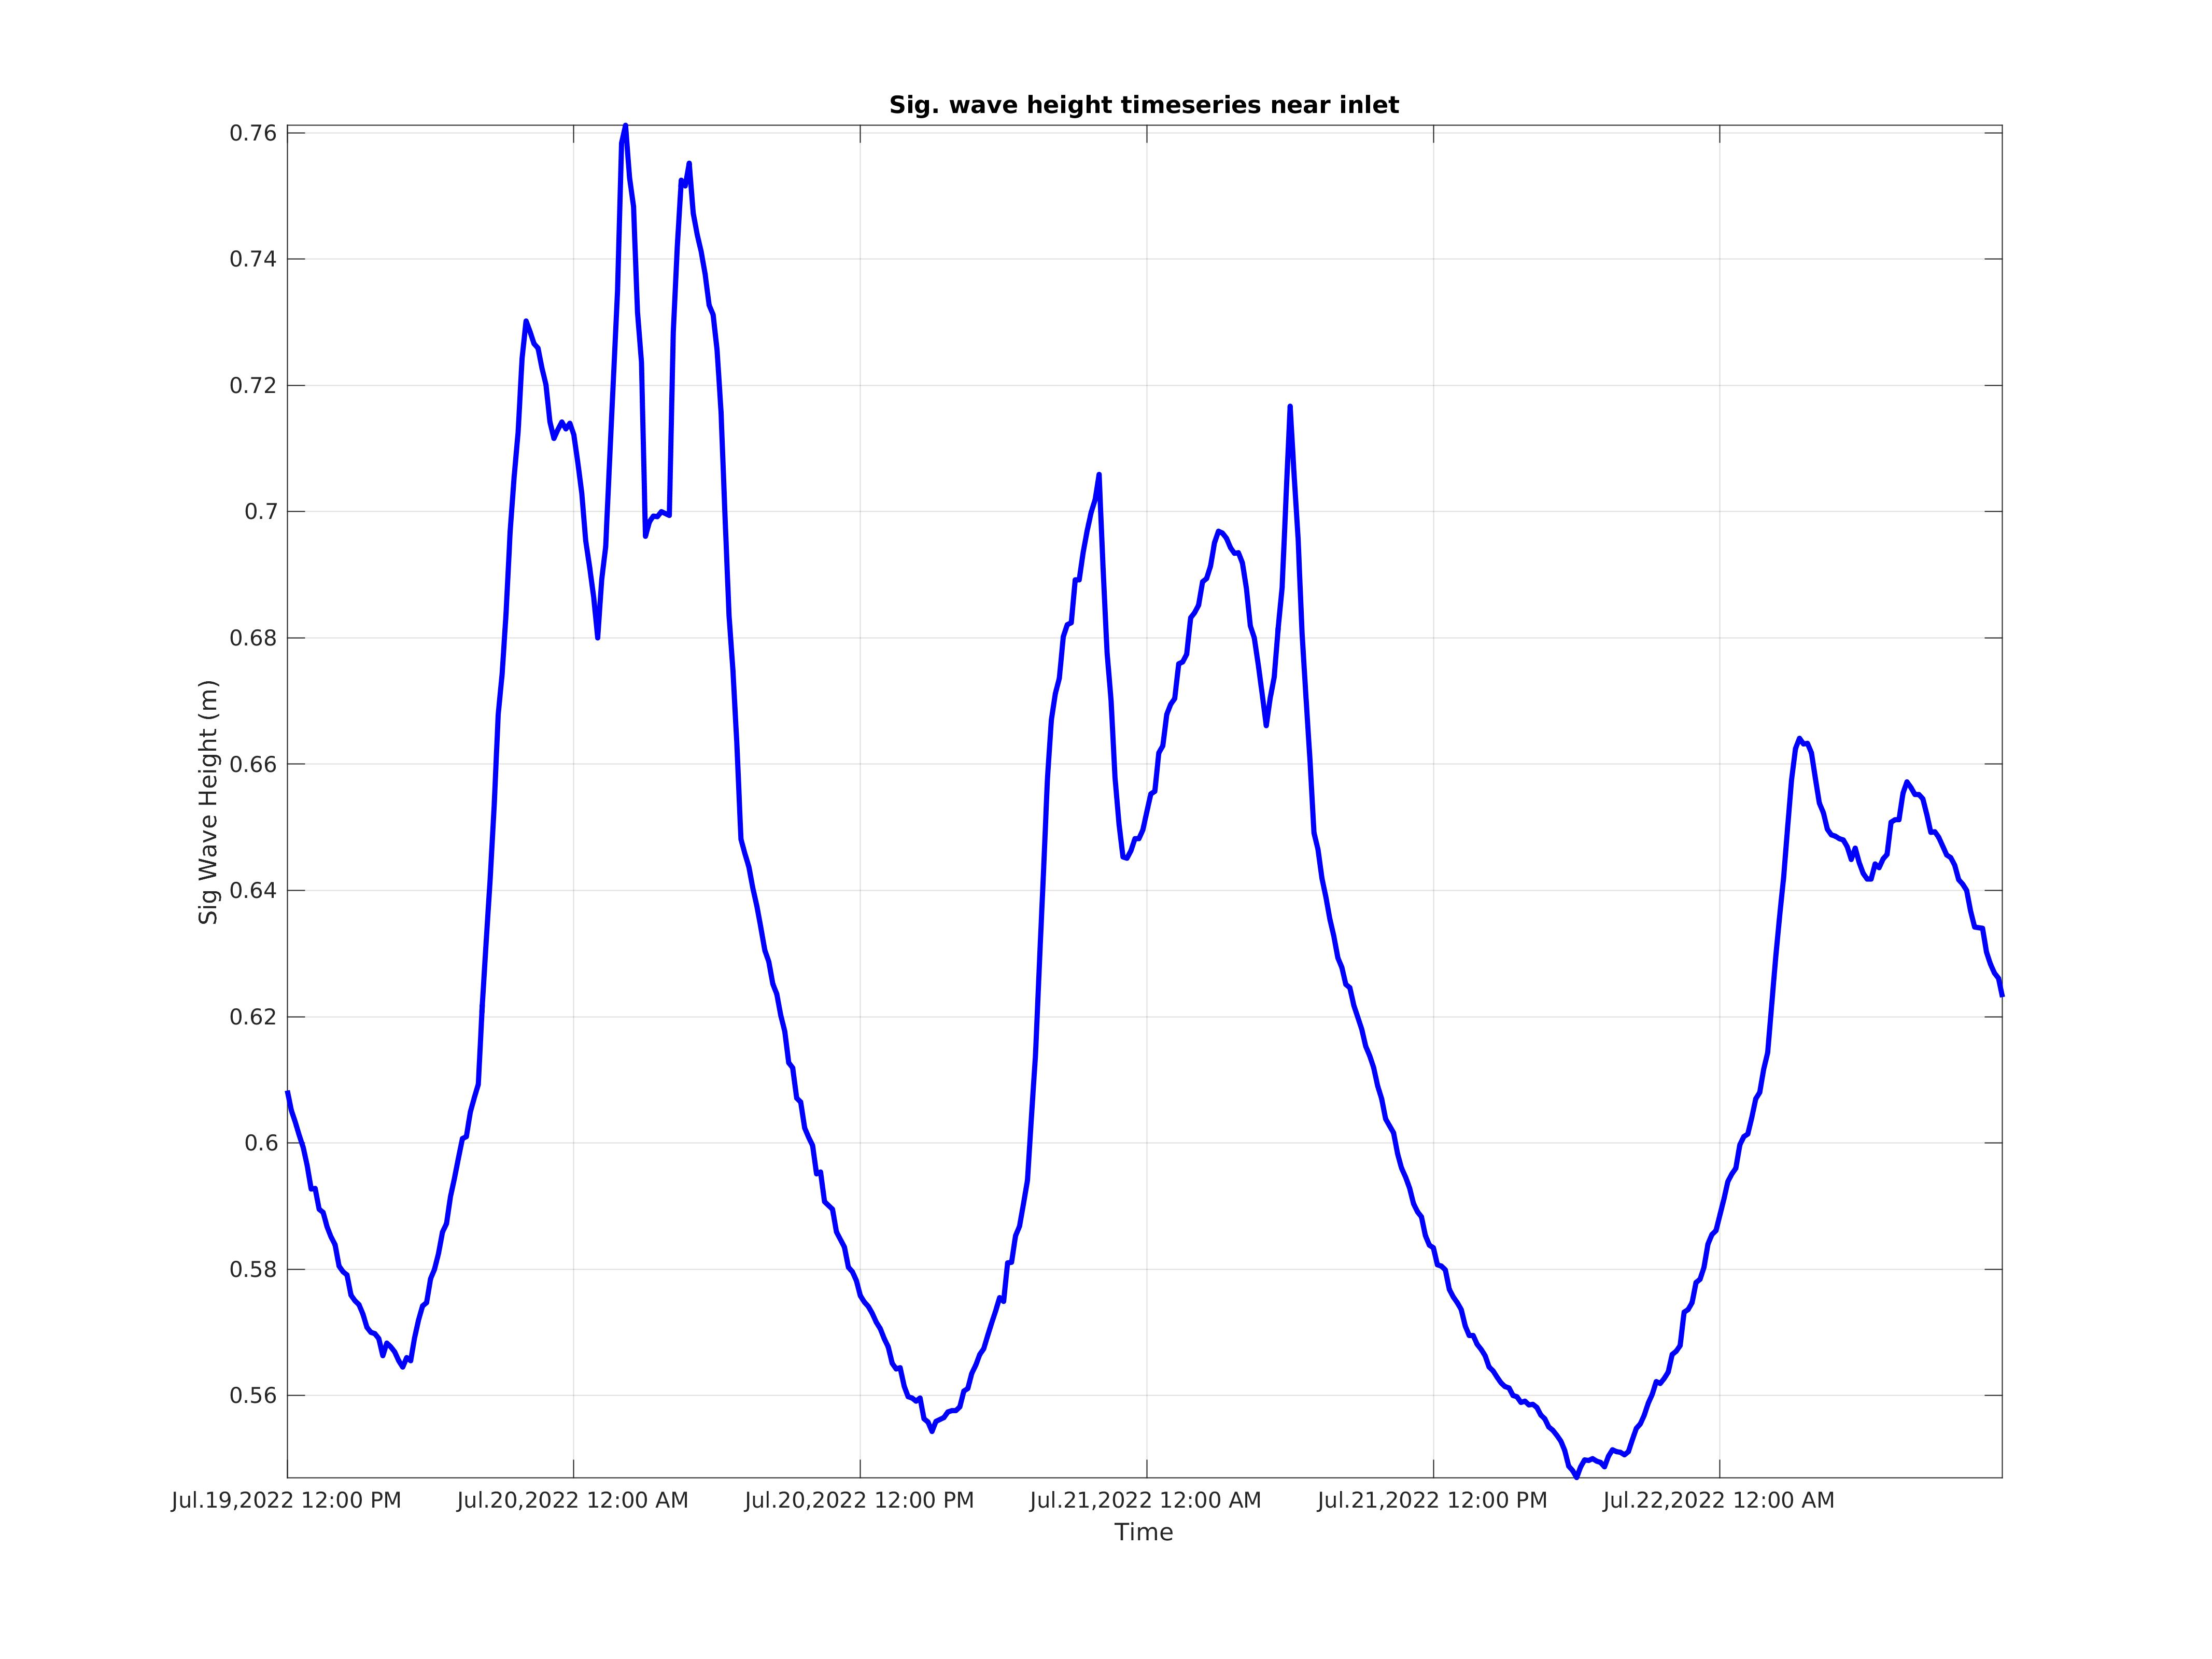 Sig. wave height timeseries near inlet
0.76
0.74
0.72
0.7
0.68
0.66
0.64
0.62
0.6
0.58
0.56
Sig Wave Height (m)
Jul.19,2022 12:00 PM
Jul.20,2022 12:00 AM
Jul.20,2022 12:00 PM
Jul.21,2022 12:00 AM
Jul.21,2022 12:00 PM
Jul.22,2022 12:00 AM
Time